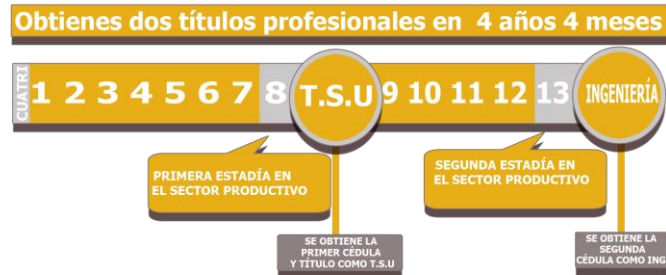 Obtienes dos títulos profesionales en 4 años 4 meses
CUATRI 1 2 3 4 5 6 7 8 T.S.U 9 10 11 12 13 INGENIERÍA
PRIMERA ESTADÍA EN
EL SECTOR PRODUCTIVO
SEGUNDA ESTADÍA EN
EL SECTOR PRODUCTIVO
SE OBTIENE LA
PRIMER CÉDULA
Y TÍTULO COMO T.S.U
SE OBTIENE LA
SEGUNDA
CÉDULA COMO ING